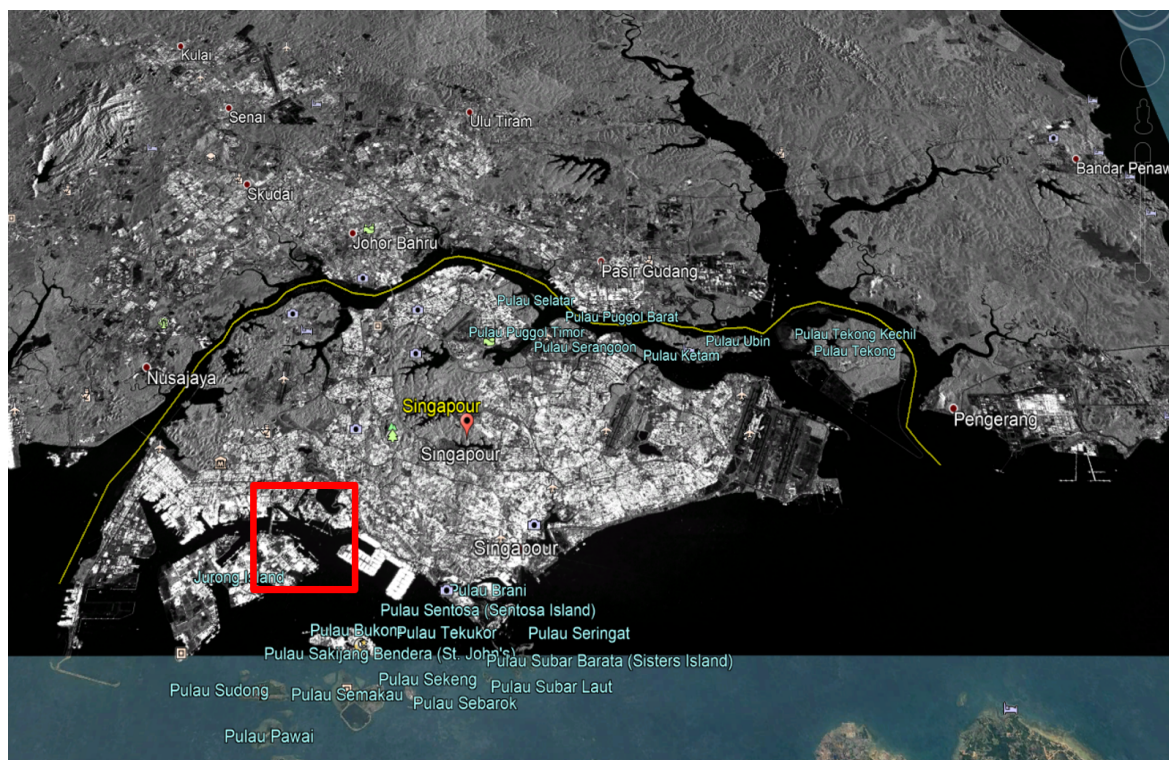 Kulai
Senai
Ulu Tiram
Skudai
Bandar Penaw
Johor Bahru
Pasir Gudang
Pulau Selatar
Pulau Puggol Barat
Pulau Puggol Timor
Pulau Serangoon
Pulau Ubin
Pulau Ketam
Pulau Tekong Kechil
Pulau Tekong
Nusajaya
Singapour
Pengerang
Singapour
Singapour
Jurong Island
Pulau Brani
Pulau Sentosa (Sentosa Island)
Pulau Bukom
Pulau Tekukor
Pulau Seringat
Pulau Sakijang Bendera (St. John's)
Pulau Subar Barata (Sisters Island)
Pulau Sekeng
Pulau Sudong
Pulau Semakau
Pulau Subar Laut
Pulau Sebarok
Pulau Pawai